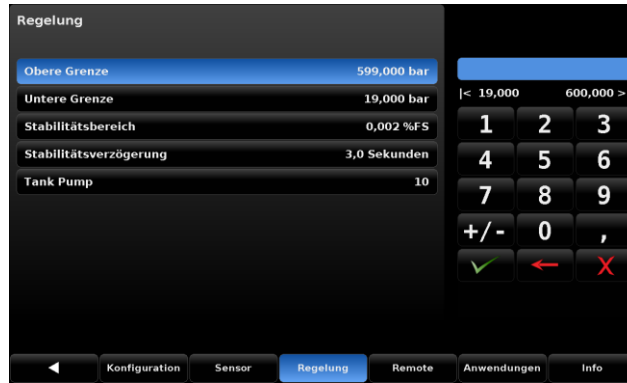 Regelung
Obere Grenze 599,000 bar
Untere Grenze 19,000 bar
Stabilitätsbereich 0,002 %FS
Stabilitätsverzögerung 3,0 Sekunden
Tank Pump 10
|< 19,000 600,000 >
1 2 3
4 5 6
7 8 9
+/- 0 ,
X
Konfiguration Sensor Regelung Remote Anwendungen Info